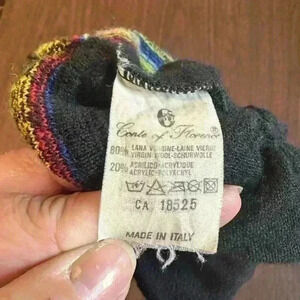 Conte of Florence
80% LANA VERGINE-LAINE VIERGE
VIRGIN WOOL-SCHURWOLLE
20% ACRILICO-ACRYLIQUE
ACRYLIC-POLYACRYL
CA 18525
MADE IN ITALY